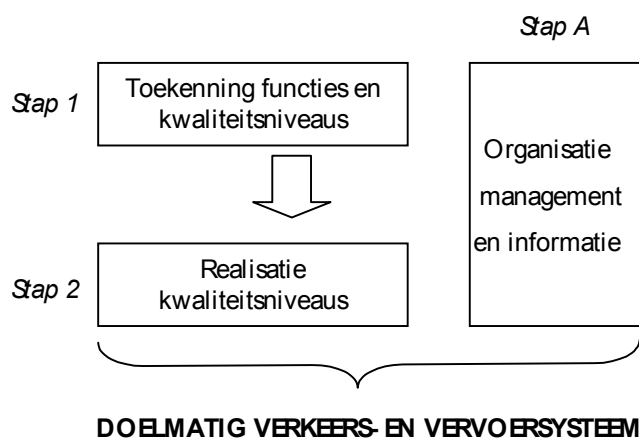 Stap A
Stap 1
Toekenning functies en
kwaliteitsniveaus
Organisatie
management
en informatie
Stap 2
Realisatie
kwaliteitsniveaus
DOELMATIG VERKEERS- EN VERVOERSYSTEEM